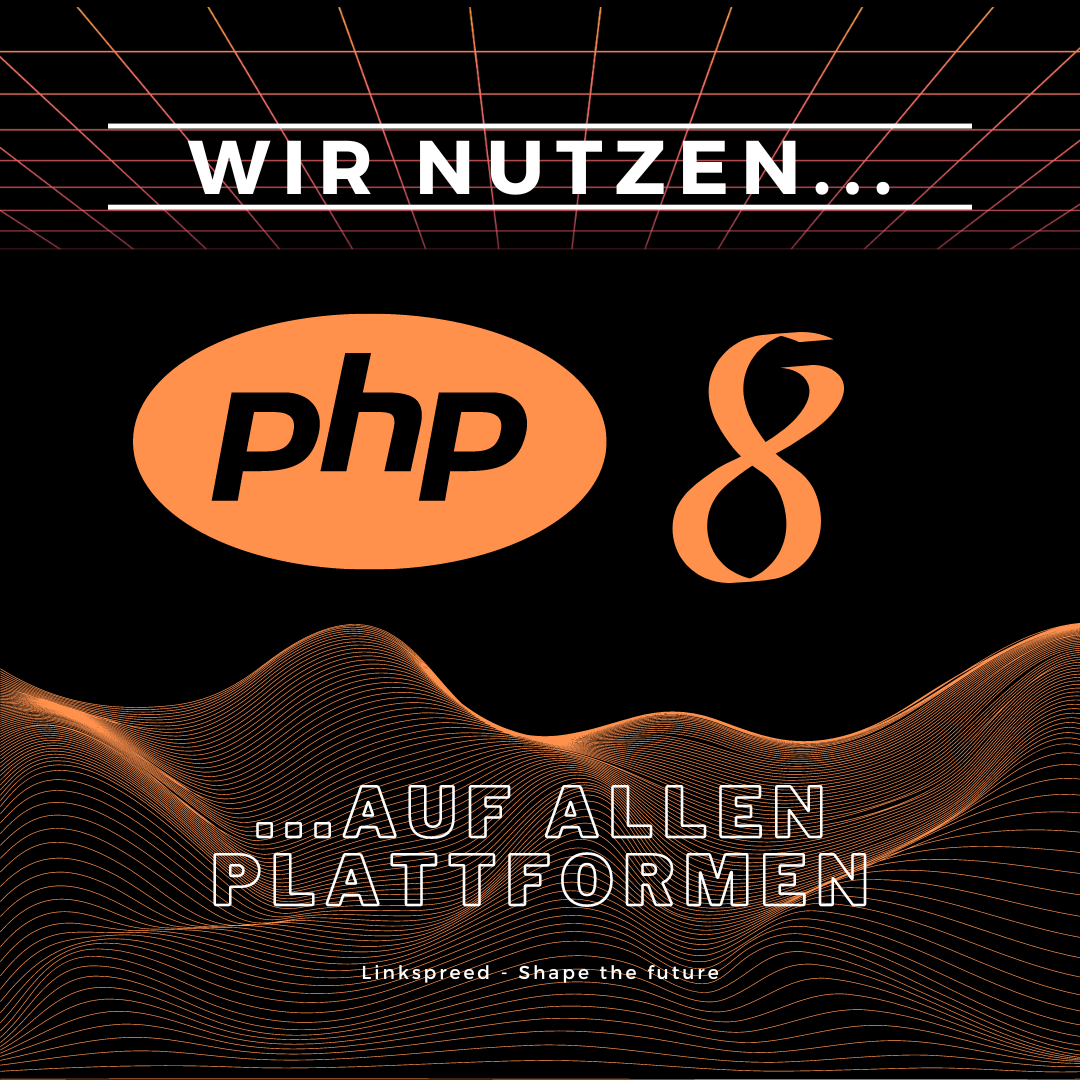 WIR NUTZEN...
php 8
...AUF ALLEN
PLATTFORMEN
Linkspreed - Shape the future